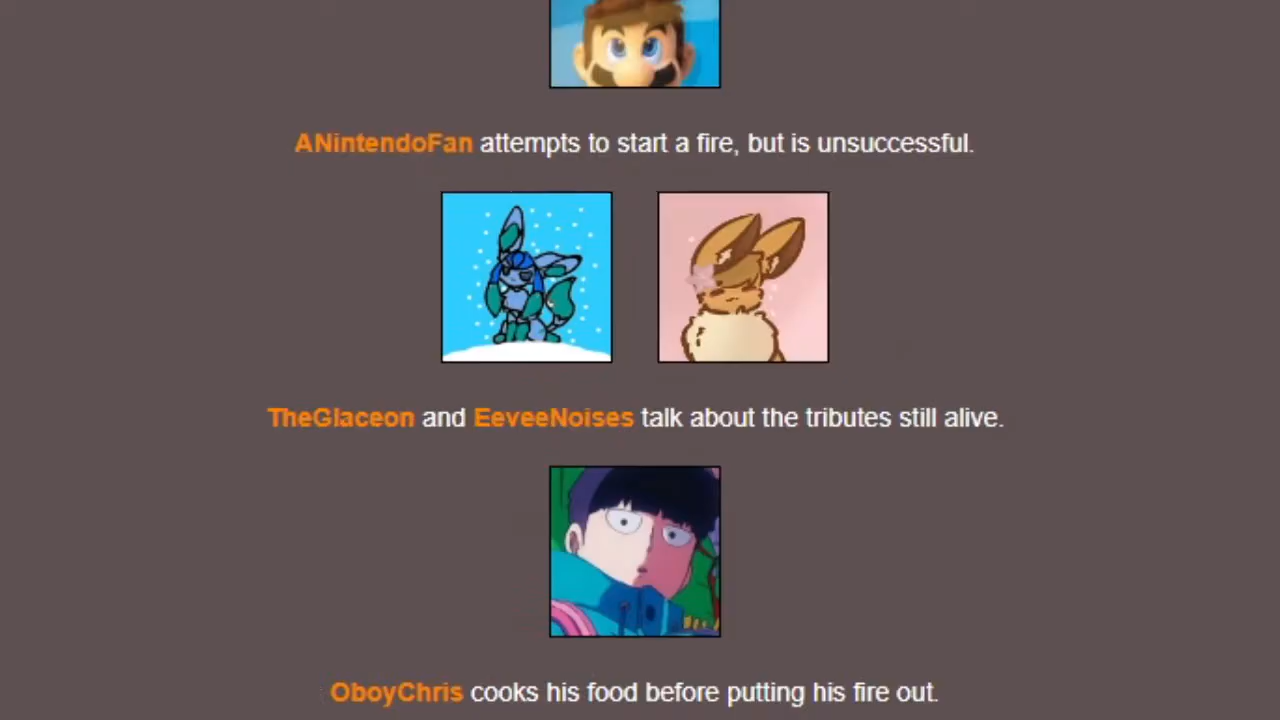 ANintendoFan attempts to start a fire, but is unsuccessful.
TheGlaceon and EeveeNoises talk about the tributes still alive.
OboyChris cooks his food before putting his fire out.